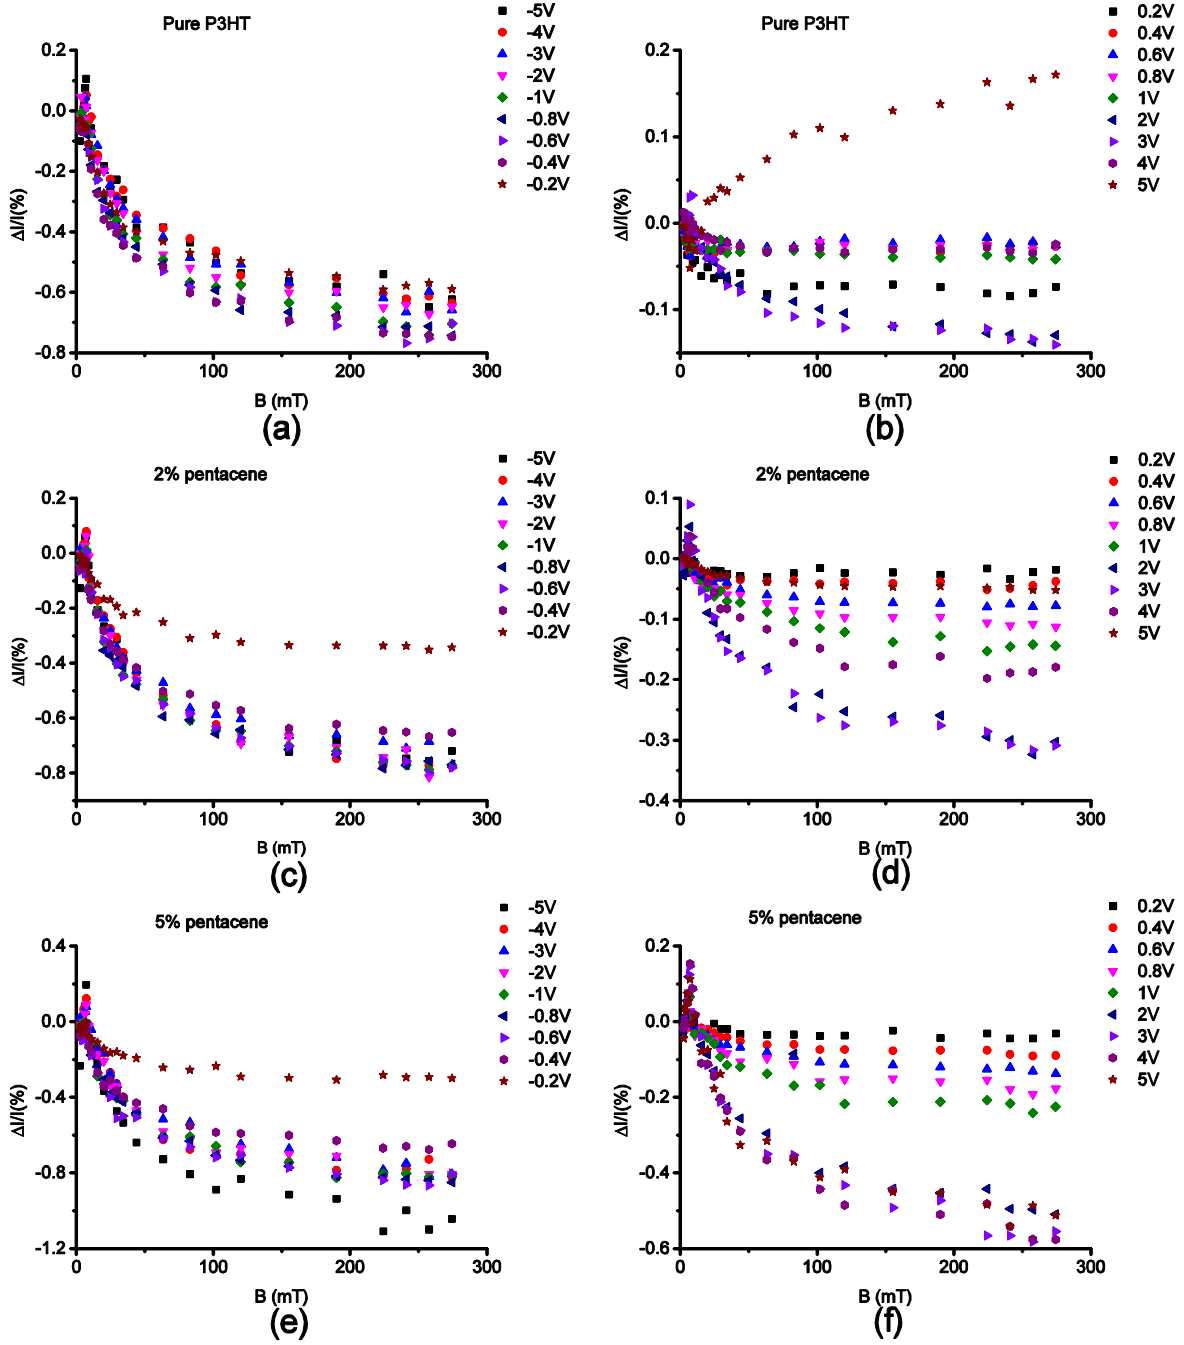 Pure P3HT
-5V
-4V
-3V
-2V
-1V
-0.8V
-0.6V
-0.4V
-0.2V
0.2
0.0
-0.2
-0.4
-0.6
-0.8
ΔI/I(%)
0 100 200 300
B (mT)
(a)
Pure P3HT
0.2V
0.4V
0.6V
0.8V
1V
2V
3V
4V
5V
0.2
0.1
0.0
-0.1
ΔI/I(%)
0 100 200 300
B (mT)
(b)
2% pentacene
-5V
-4V
-3V
-2V
-1V
-0.8V
-0.6V
-0.4V
-0.2V
0.2
0.0
-0.2
-0.4
-0.6
-0.8
ΔI/I(%)
0 100 200 300
B (mT)
(c)
2% pentacene
0.2V
0.4V
0.6V
0.8V
1V
2V
3V
4V
5V
0.1
0.0
-0.1
-0.2
-0.3
-0.4
ΔI/I(%)
0 100 200 300
B (mT)
(d)
5% pentacene
-5V
-4V
-3V
-2V
-1V
-0.8V
-0.6V
-0.4V
-0.2V
0.4
0.0
-0.4
-0.8
-1.2
ΔI/I(%)
0 100 200 300
B (mT)
(e)
5% pentacene
0.2V
0.4V
0.6V
0.8V
1V
2V
3V
4V
5V
0.2
0.0
-0.2
-0.4
-0.6
ΔI/I(%)
0 100 200 300
B (mT)
(f)